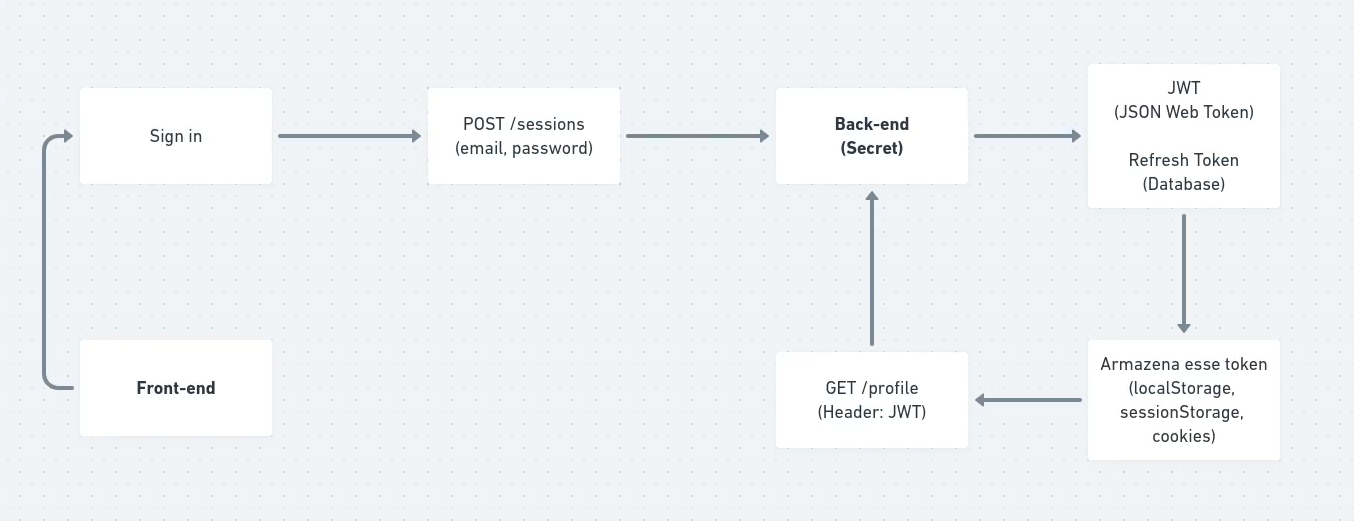 Sign in
POST /sessions
(email, password)
Back-end
(Secret)
JWT
(JSON Web Token)
Refresh Token
(Database)
Front-end
GET /profile
(Header: JWT)
Armazena esse token
(localStorage,
sessionStorage,
cookies)